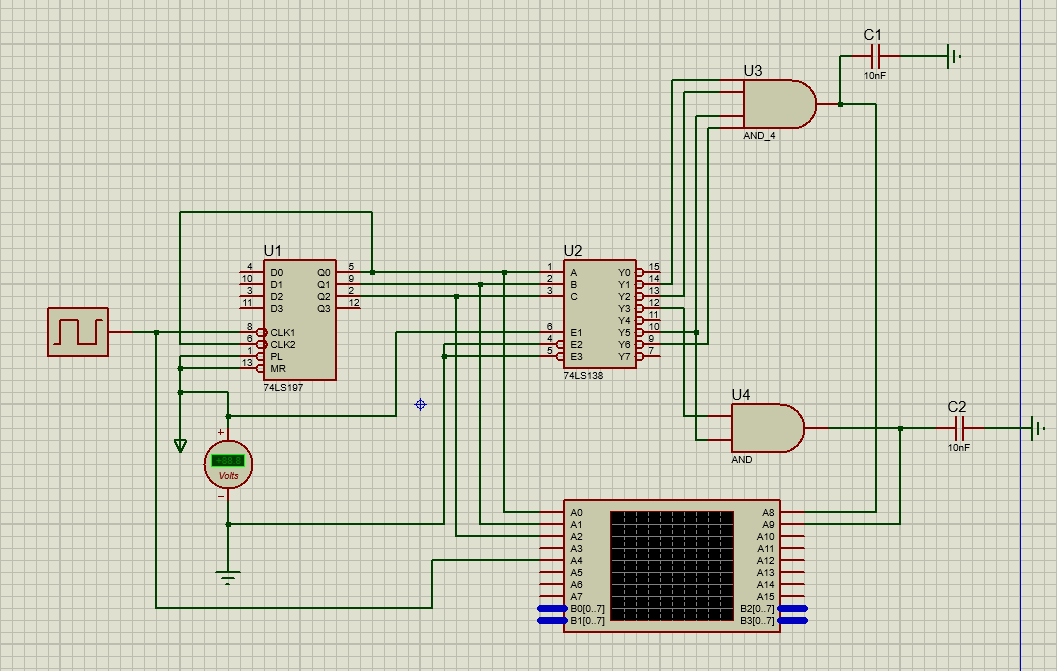 C1
10nF
U3
AND_4
U1
4 D0 Q0 5
10 D1 Q1 9
3 D2 Q2 2
11 D3 Q3 12
8 CLK1
6 CLK2
1 PL
13 MR
74LS197
U2
1 A Y0 15
2 B Y1 14
3 C Y2 13
Y3 12
Y4 11
6 E1 Y5 10
4 E2 Y6 9
5 E3 Y7 7
74LS138
U4
AND
C2
10nF
+
Volts
−
A0 A8
A1 A9
A2 A10
A3 A11
A4 A12
A5 A13
A6 A14
A7 A15
B0[0..7] B2[0..7]
B1[0..7] B3[0..7]